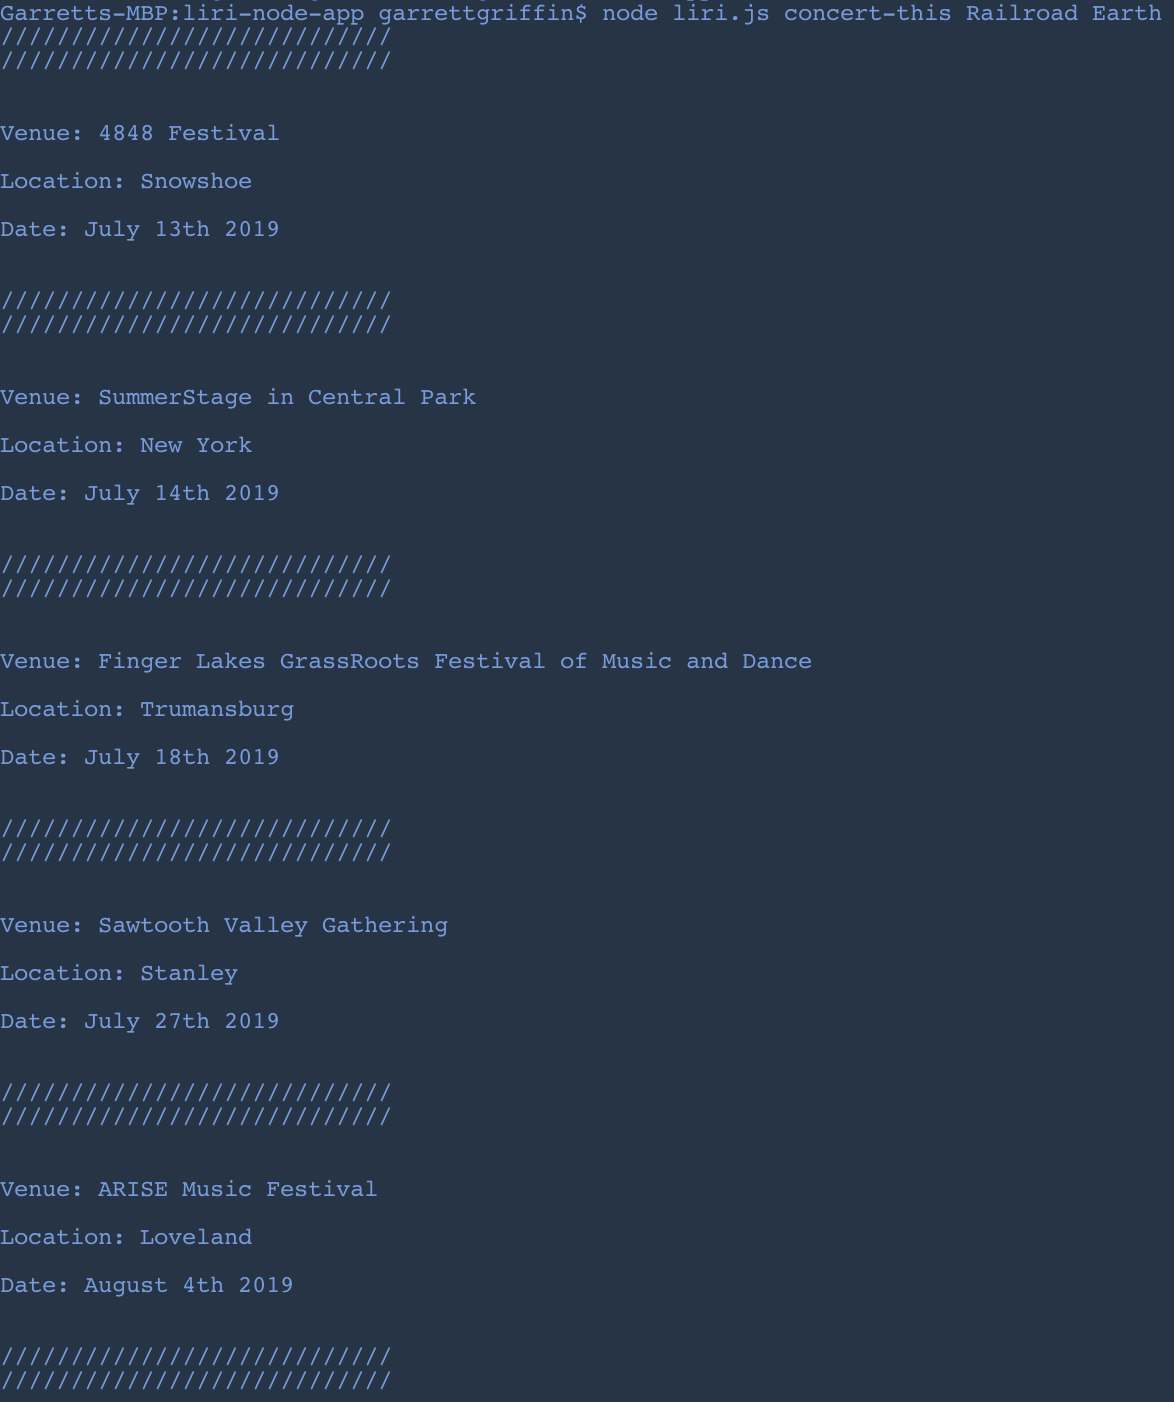 Garretts-MBP:liri-node-app garrettgriffin$ node liri.js concert-this Railroad Earth
////////////////////////////
////////////////////////////
Venue: 4848 Festival
Location: Snowshoe
Date: July 13th 2019
////////////////////////////
////////////////////////////
Venue: SummerStage in Central Park
Location: New York
Date: July 14th 2019
////////////////////////////
////////////////////////////
Venue: Finger Lakes GrassRoots Festival of Music and Dance
Location: Trumansburg
Date: July 18th 2019
////////////////////////////
////////////////////////////
Venue: Sawtooth Valley Gathering
Location: Stanley
Date: July 27th 2019
////////////////////////////
////////////////////////////
Venue: ARISE Music Festival
Location: Loveland
Date: August 4th 2019
////////////////////////////
////////////////////////////